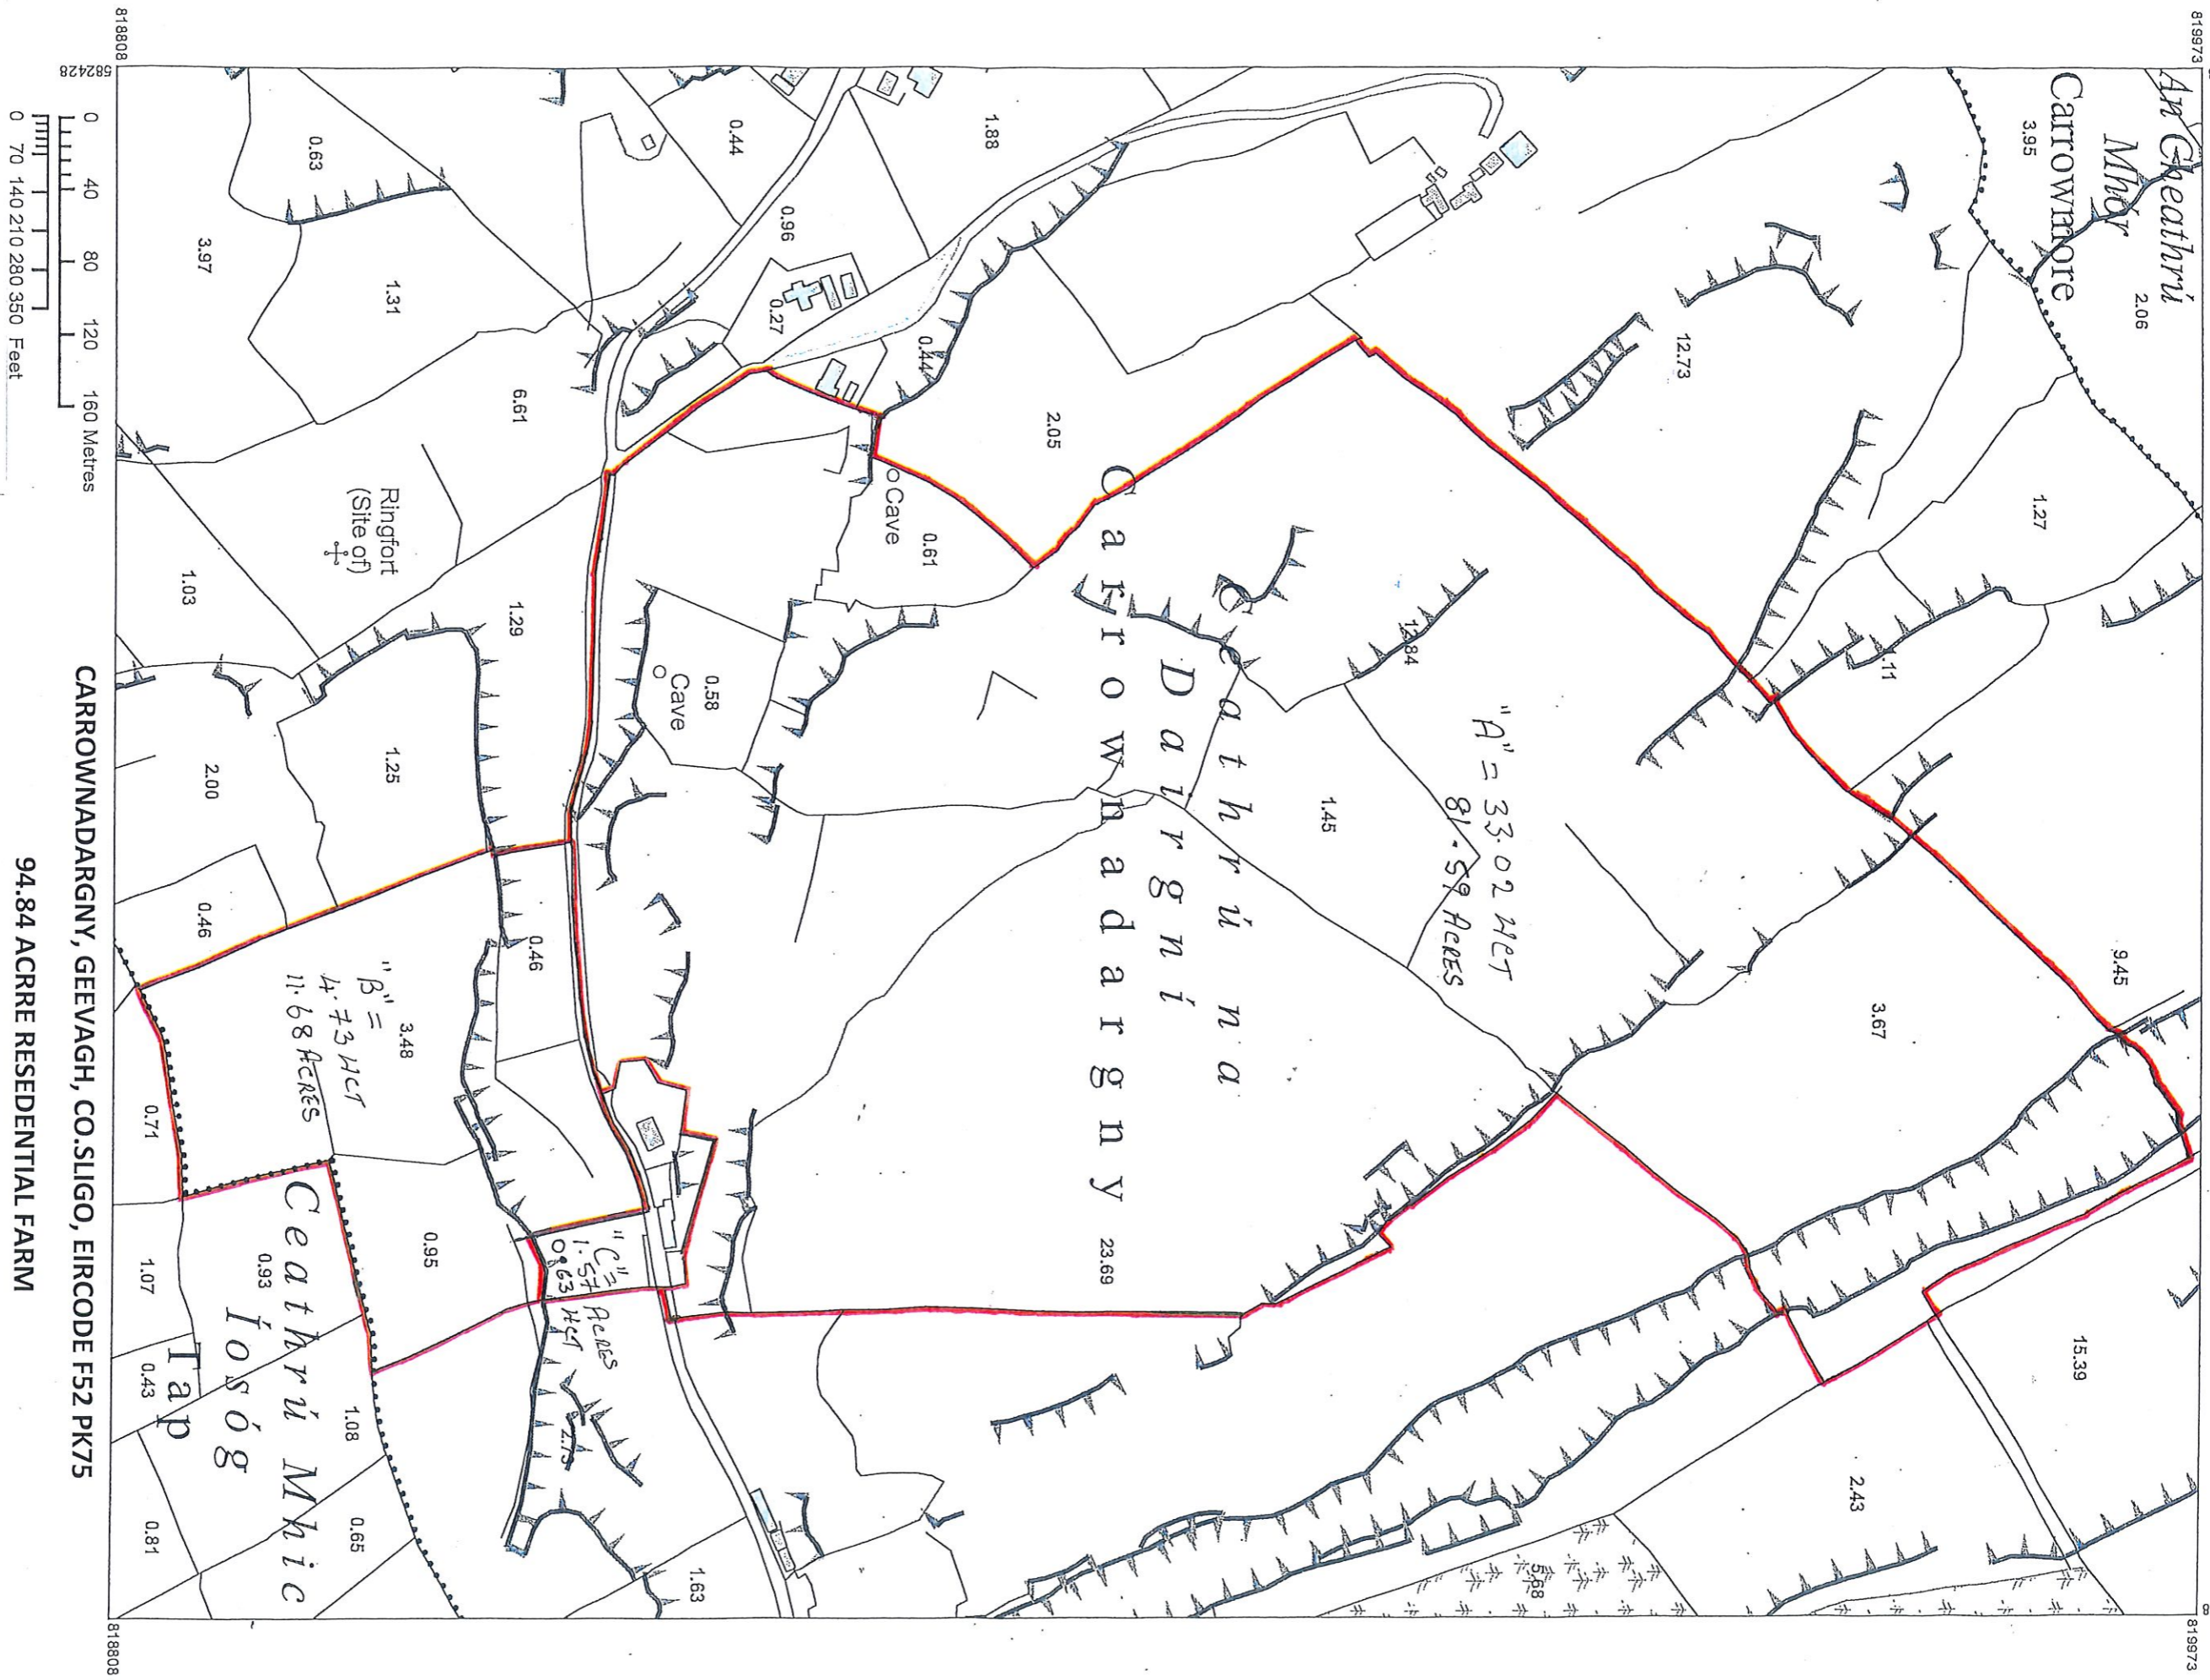 819973
819973
818808
818808
582428
An Cheathrú
Mhór
Carrowmore
3.95
2.06
12.73
1.27
.11
9.45
3.67
15.39
2.43
5.68
1.88
0.44
0.96
0.27
0.44
2.05
0.63
3.97
1.31
6.61
Ringfort
(Site of)
1.03
Cave
0.61
12.84
"A" = 33.02 HCT
81.59 ACRES
1.45
Ceathrú na
Dairgní
Carrownadargny
0.58
Cave
1.29
1.25
2.00
0.46
0.46
23.69
3.48
"B" =
4.73 HCT
11.68 ACRES
0.71
"C" =
1.57 ACRES
0.63 HCT
0.95
0.93
1.07
0.43
1.08
0.65
0.81
2.75
1.63
Ceathrú Mhic
Íosóg
Tap
0 40 80 120 160 Metres
0 70 140 210 280 350 Feet
CARROWNADARGNY, GEEVAGH, CO.SLIGO, EIRCODE F52 PK75
94.84 ACRRE RESEDENTIAL FARM